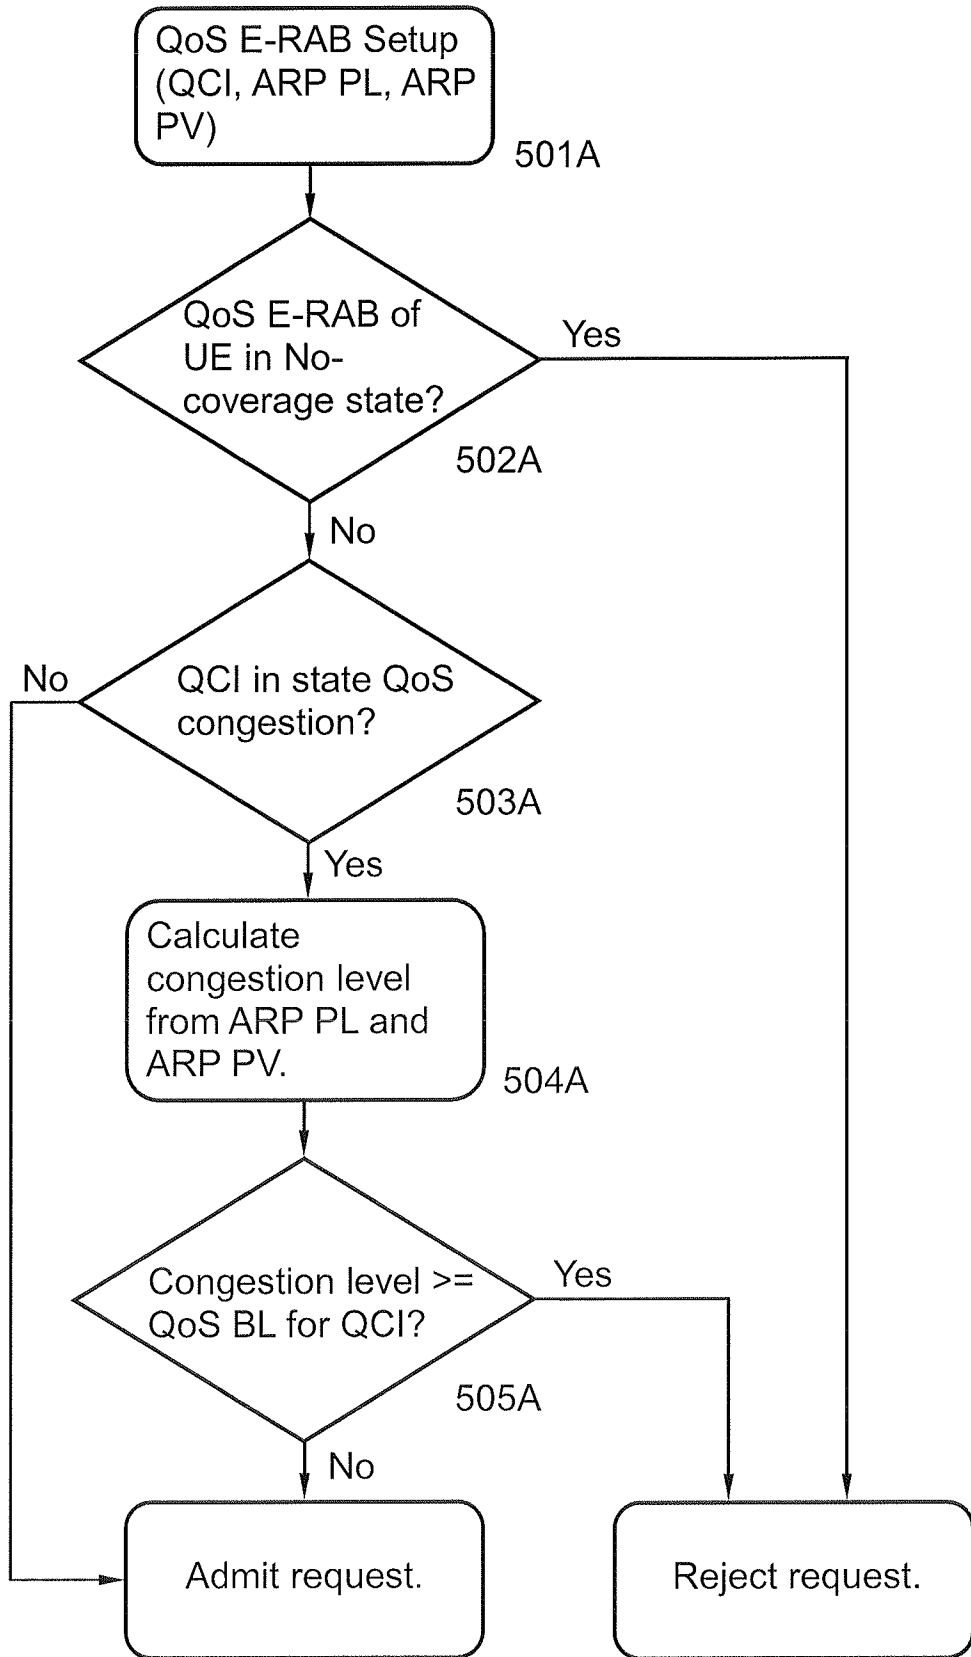 QoS E-RAB Setup
(QCI, ARP PL, ARP
PV)
501A
QoS E-RAB of
UE in No-
coverage state?
Yes
502A
No
No
QCI in state QoS
congestion?
503A
Yes
Calculate
congestion level
from ARP PL and
ARP PV.
504A
Congestion level >=
QoS BL for QCI?
Yes
505A
No
Admit request.
Reject request.